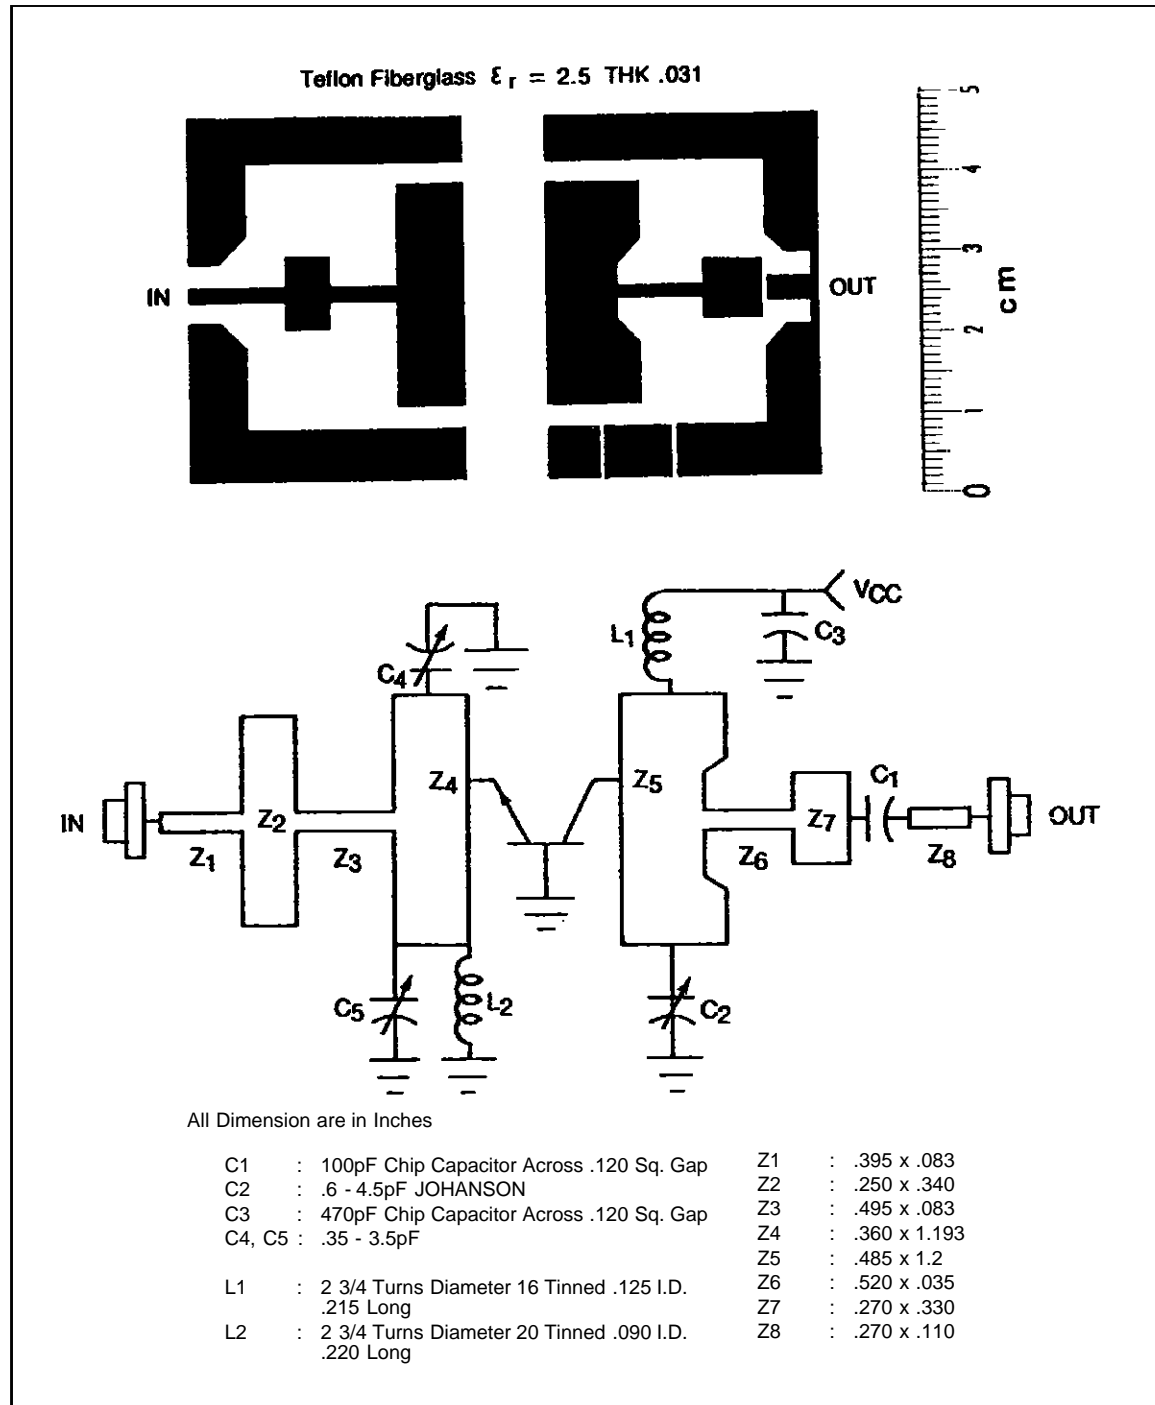 Teflon Fiberglass εr = 2.5 THK .031
IN
OUT
5
4
3
2
1
0
cm
VCC
L1
C3
C4
Z4
Z5
C1
IN
Z2
Z7
OUT
Z1
Z3
Z6
Z8
C5
L2
C2
All Dimension are in Inches
C1 : 100pF Chip Capacitor Across .120 Sq. Gap
C2 : .6 - 4.5pF JOHANSON
C3 : 470pF Chip Capacitor Across .120 Sq. Gap
C4, C5 : .35 - 3.5pF
L1 : 2 3/4 Turns Diameter 16 Tinned .125 I.D.
.215 Long
L2 : 2 3/4 Turns Diameter 20 Tinned .090 I.D.
.220 Long
Z1 : .395 x .083
Z2 : .250 x .340
Z3 : .495 x .083
Z4 : .360 x 1.193
Z5 : .485 x 1.2
Z6 : .520 x .035
Z7 : .270 x .330
Z8 : .270 x .110